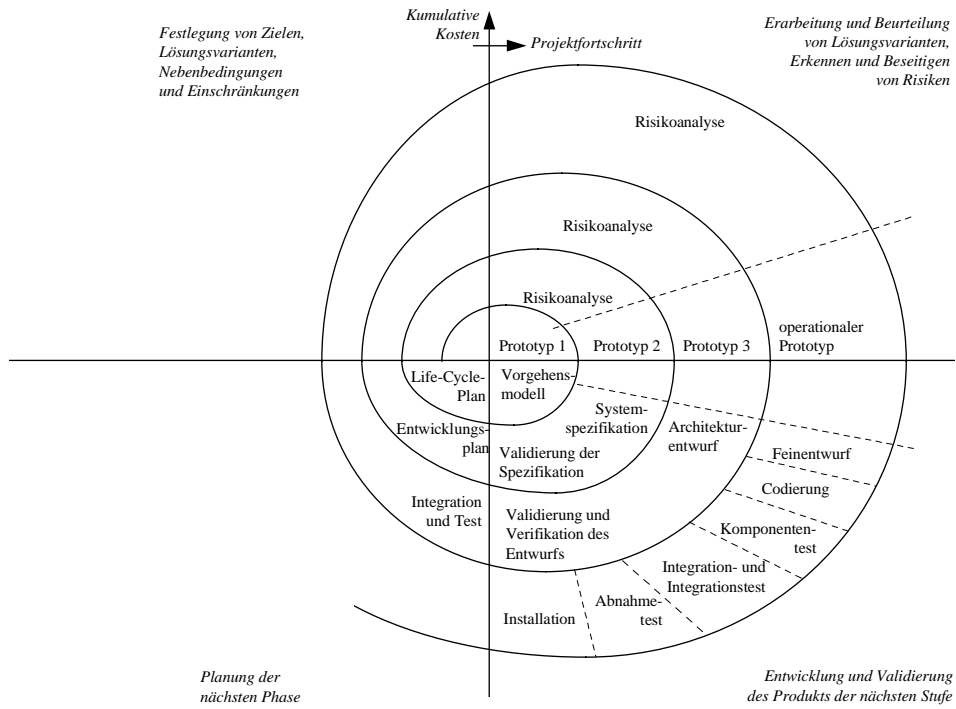 Festlegung von Zielen,
Lösungsvarianten,
Nebenbedingungen
und Einschränkungen
Kumulative
Kosten
Projektfortschritt
Erarbeitung und Beurteilung
von Lösungsvarianten,
Erkennen und Beseitigen
von Risiken
Risikoanalyse
Risikoanalyse
Risikoanalyse
Prototyp 1
Prototyp 2
Prototyp 3
operationaler
Prototyp
Life-Cycle-
Plan
Vorgehens-
modell
Entwicklungs-
plan
System-
spezifikation
Validierung der
Spezifikation
Architektur-
entwurf
Feinentwurf
Codierung
Komponenten-
test
Integration
und Test
Validierung und
Verifikation des
Entwurfs
Integration- und
Integrationstest
Abnahme-
test
Installation
Planung der
nächsten Phase
Entwicklung und Validierung
des Produkts der nächsten Stufe